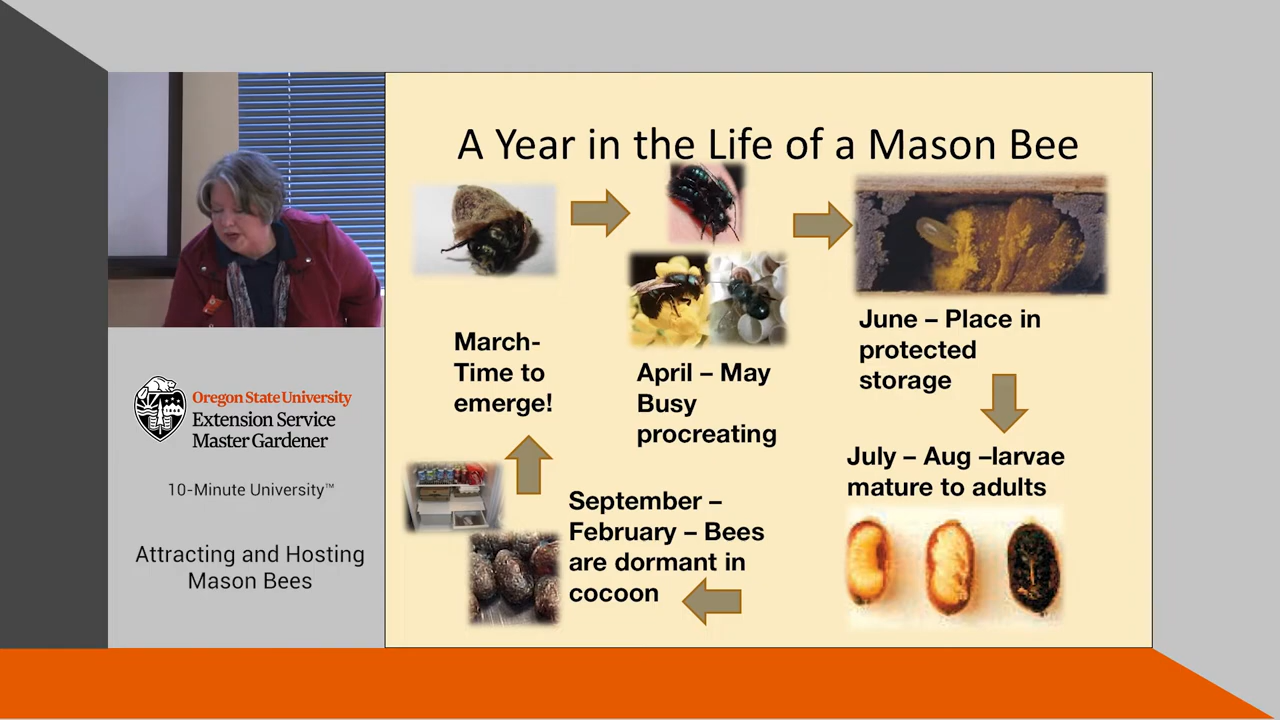 A Year in the Life of a Mason Bee
March-
Time to
emerge!
April – May
Busy
procreating
June – Place in
protected
storage
July – Aug –larvae
mature to adults
September –
February – Bees
are dormant in
cocoon
Oregon State University
Extension Service
Master Gardener
10-Minute University™
Attracting and Hosting
Mason Bees